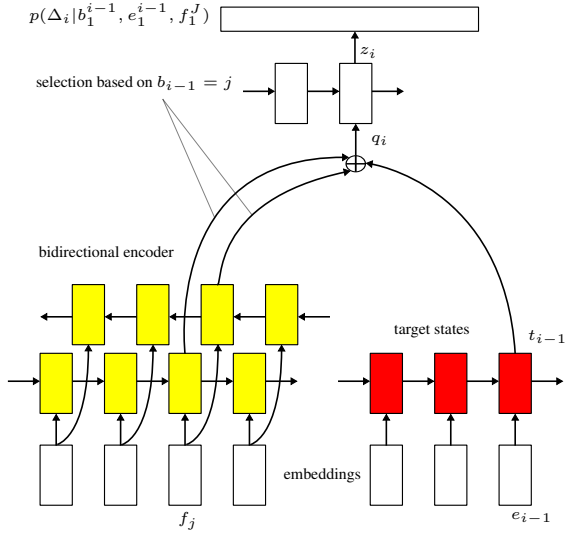 p(Δ_i|b_1^{i-1}, e_1^{i-1}, f_1^J)
z_i
selection based on b_{i-1} = j
q_i
bidirectional encoder
target states
t_{i-1}
embeddings
f_j
e_{i-1}